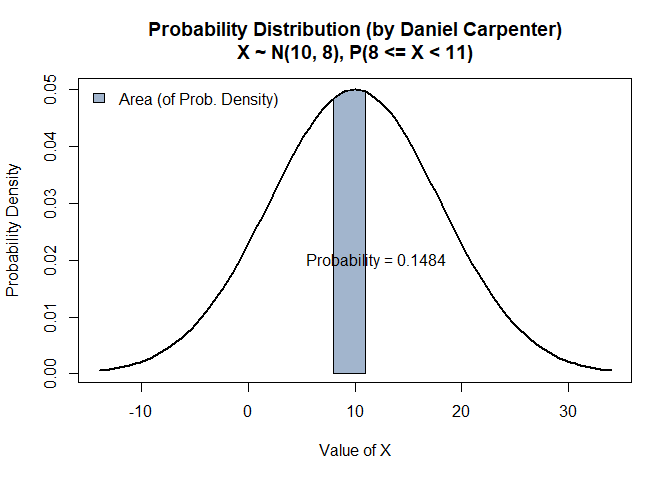 Probability Distribution (by Daniel Carpenter)
X ~ N(10, 8), P(8 <= X < 11)
Area (of Prob. Density)
Probability = 0.1484
Probability Density
0.05
0.04
0.03
0.02
0.01
0.00
-10
0
10
20
30
Value of X